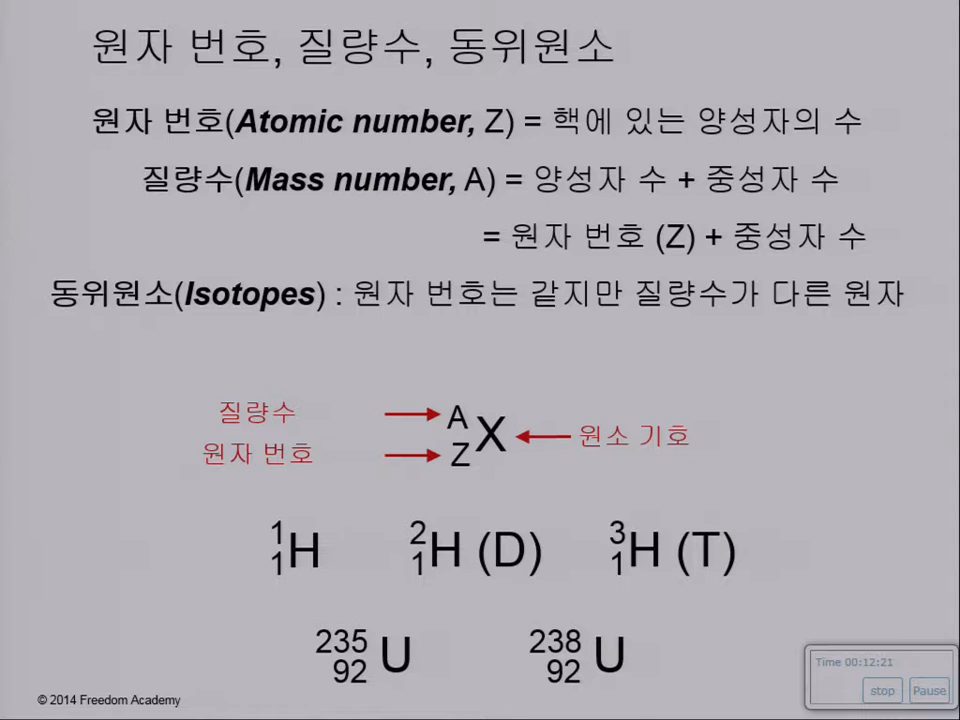 원자 번호, 질량수, 동위원소
원자 번호(Atomic number, Z) = 핵에 있는 양성자의 수
질량수(Mass number, A) = 양성자 수 + 중성자 수
= 원자 번호 (Z) + 중성자 수
동위원소(Isotopes) : 원자 번호는 같지만 질량수가 다른 원자
질량수 A
원자 번호 Z X 원소 기호
1 1 H 2 1 H (D) 3 1 H (T)
235 92 U 238 92 U
Time 00:12:21
stop Pause
© 2014 Freedom Academy